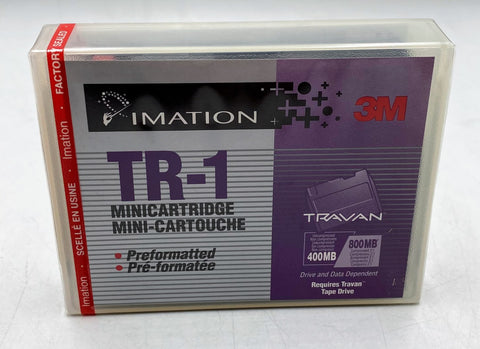 FACTORY SEALED
Imation
SCELLÉ EN USINE
Imation
IMATION
3M
TR-1
MINICARTRIDGE
MINI-CARTOUCHE
• Preformatted
• Pré-formatée
TRAVAN
400MB
800MB
Drive and Data Dependent
Requires Travan™
Tape Drive